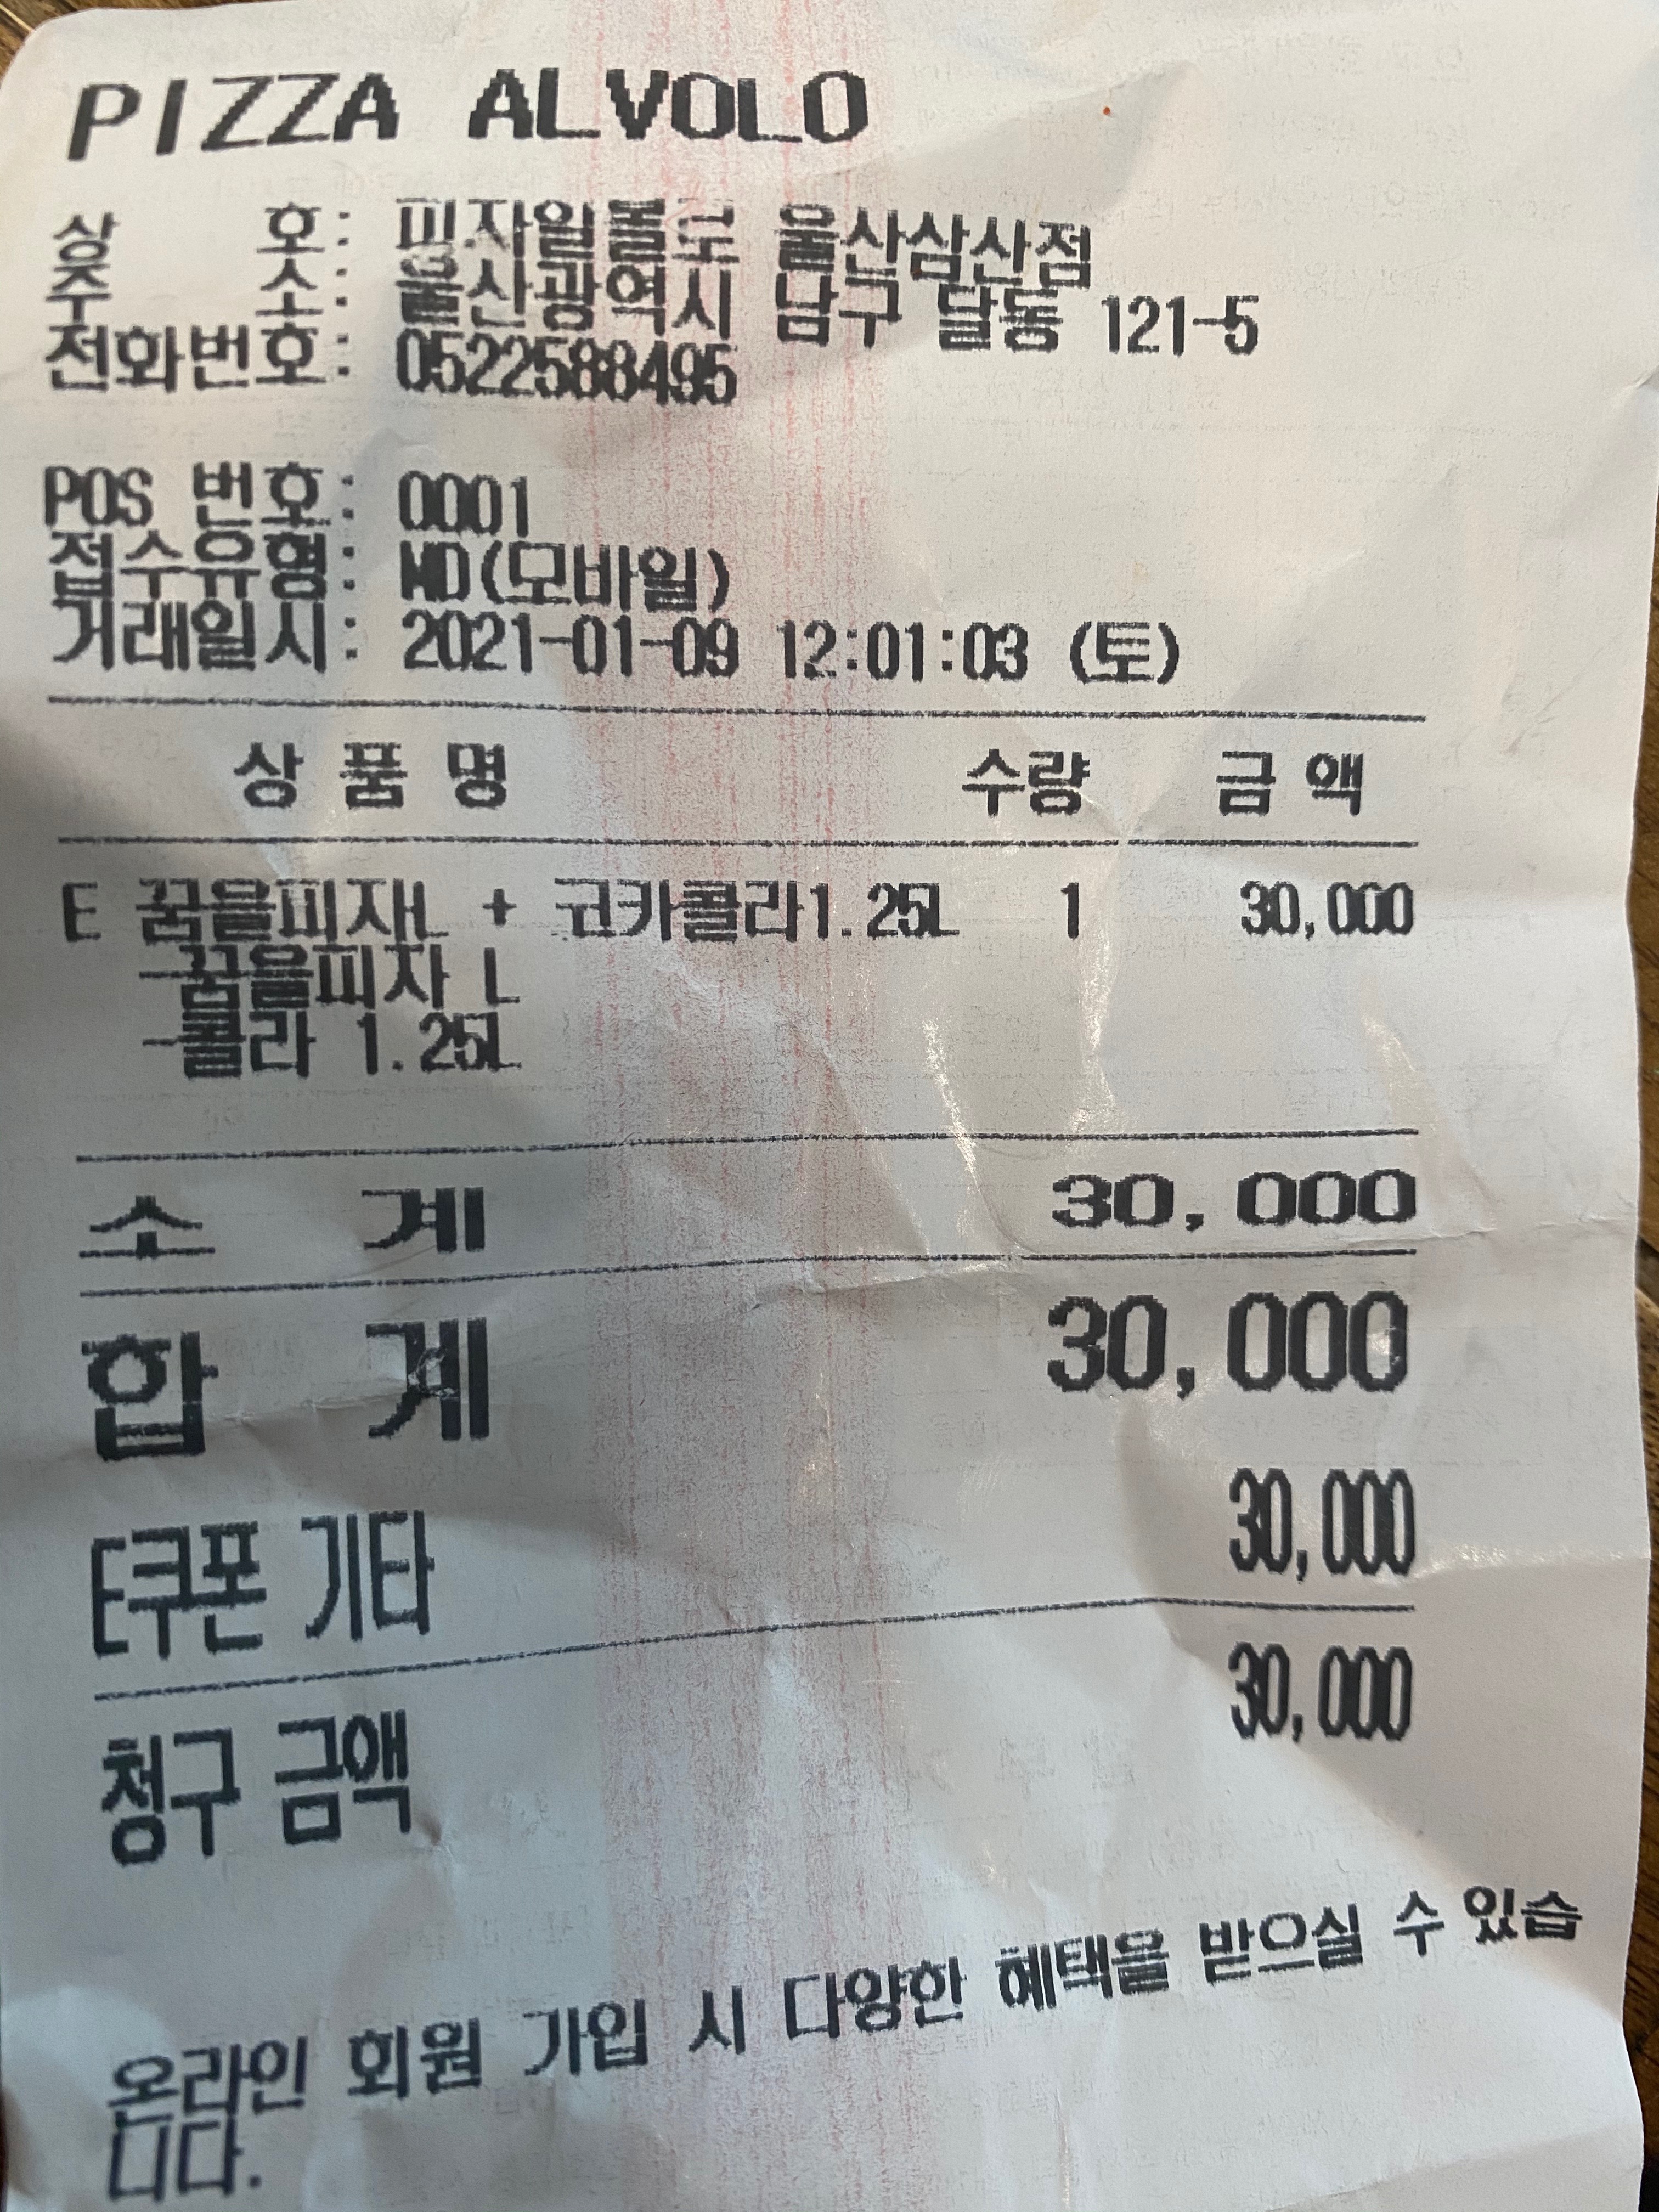 PIZZA ALVOLO
상 호: 피자알볼로 울산삼산점
주 소: 울산광역시 남구 달동 121-5
전화번호: 0522588495
POS 번호: 0001
접수유형: WD(모바일)
거래일시: 2021-01-09 12:01:03 (토)
상 품 명 수량 금 액
E 꿈을피자L + 코카콜라1.25L 1 30,000
-꿈을피자 L
-콜라 1.25L
소 계 30,000
합 계 30,000
E쿠폰 기타 30,000
청구 금액 30,000
온라인 회원 가입 시 다양한 혜택을 받으실 수 있습
니다.